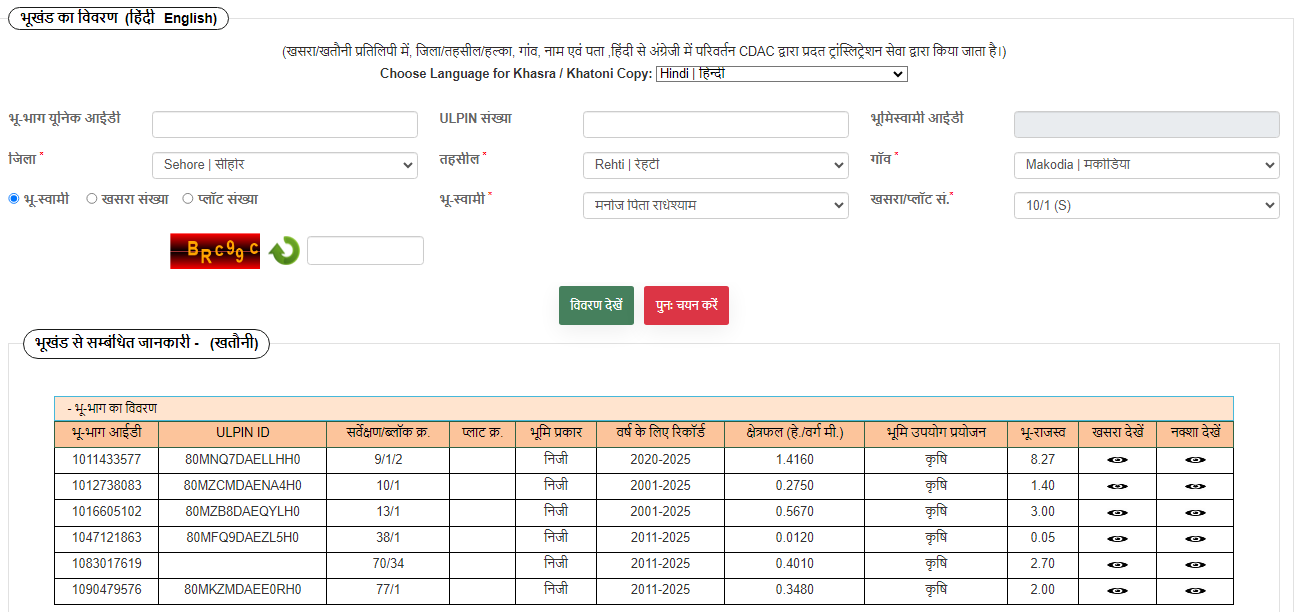 भूखंड का विवरण (हिंदी English)
(खसरा/खतौनी प्रतिलिपी में, जिला/तहसील/हल्का, गांव, नाम एवं पता ,हिंदी से अंग्रेजी में परिवर्तन CDAC द्वारा प्रदत ट्रांस्लिट्रेशन सेवा द्वारा किया जाता है।)
Choose Language for Khasra / Khatoni Copy: Hindi | हिन्दी
भू-भाग यूनिक आईडी ULPIN संख्या भूमिस्वामी आईडी
जिला * Sehore | सीहोर तहसील * Rehti | रेहटी गाँव * Makodia | मकोडिया
भू-स्वामी खसरा संख्या प्लॉट संख्या भू-स्वामी * मनोज पिता राधेश्याम खसरा/प्लॉट सं.* 10/1 (S)
BRc99c
विवरण देखें पुनः चयन करें
भूखंड से सम्बंधित जानकारी - (खतौनी)
- भू-भाग का विवरण
भू-भाग आईडी ULPIN ID सर्वेक्षण/ब्लॉक क्र. प्लाट क्र. भूमि प्रकार वर्ष के लिए रिकॉर्ड क्षेत्रफल (हे./वर्ग मी.) भूमि उपयोग प्रयोजन भू-राजस्व खसरा देखें नक्शा देखें
1011433577 80MNQ7DAELLHH0 9/1/2 निजी 2020-2025 1.4160 कृषि 8.27
1012738083 80MZCMDAENA4H0 10/1 निजी 2001-2025 0.2750 कृषि 1.40
1016605102 80MZB8DAEQYLH0 13/1 निजी 2001-2025 0.5670 कृषि 3.00
1047121863 80MFQ9DAEZL5H0 38/1 निजी 2011-2025 0.0120 कृषि 0.05
1083017619 70/34 निजी 2011-2025 0.4010 कृषि 2.70
1090479576 80MKZMDAEE0RH0 77/1 निजी 2011-2025 0.3480 कृषि 2.00